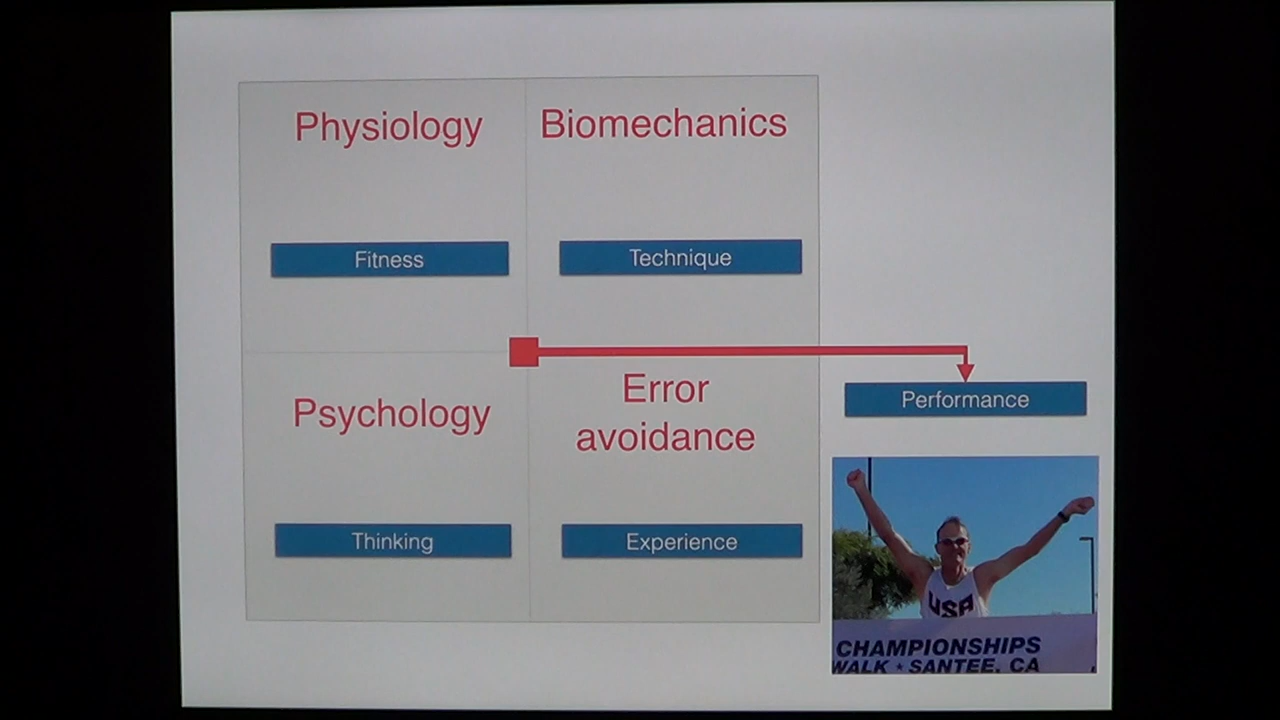 Physiology
Biomechanics
Fitness
Technique
Error
avoidance
Psychology
Performance
Thinking
Experience
USA
CHAMPIONSHIPS
WALK * SANTEE, CA